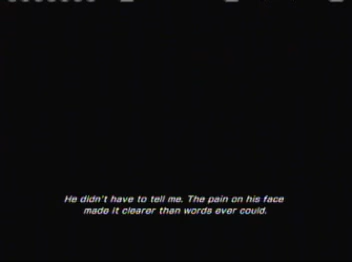 He didn't have to tell me. The pain on his face
made it clearer than words ever could.